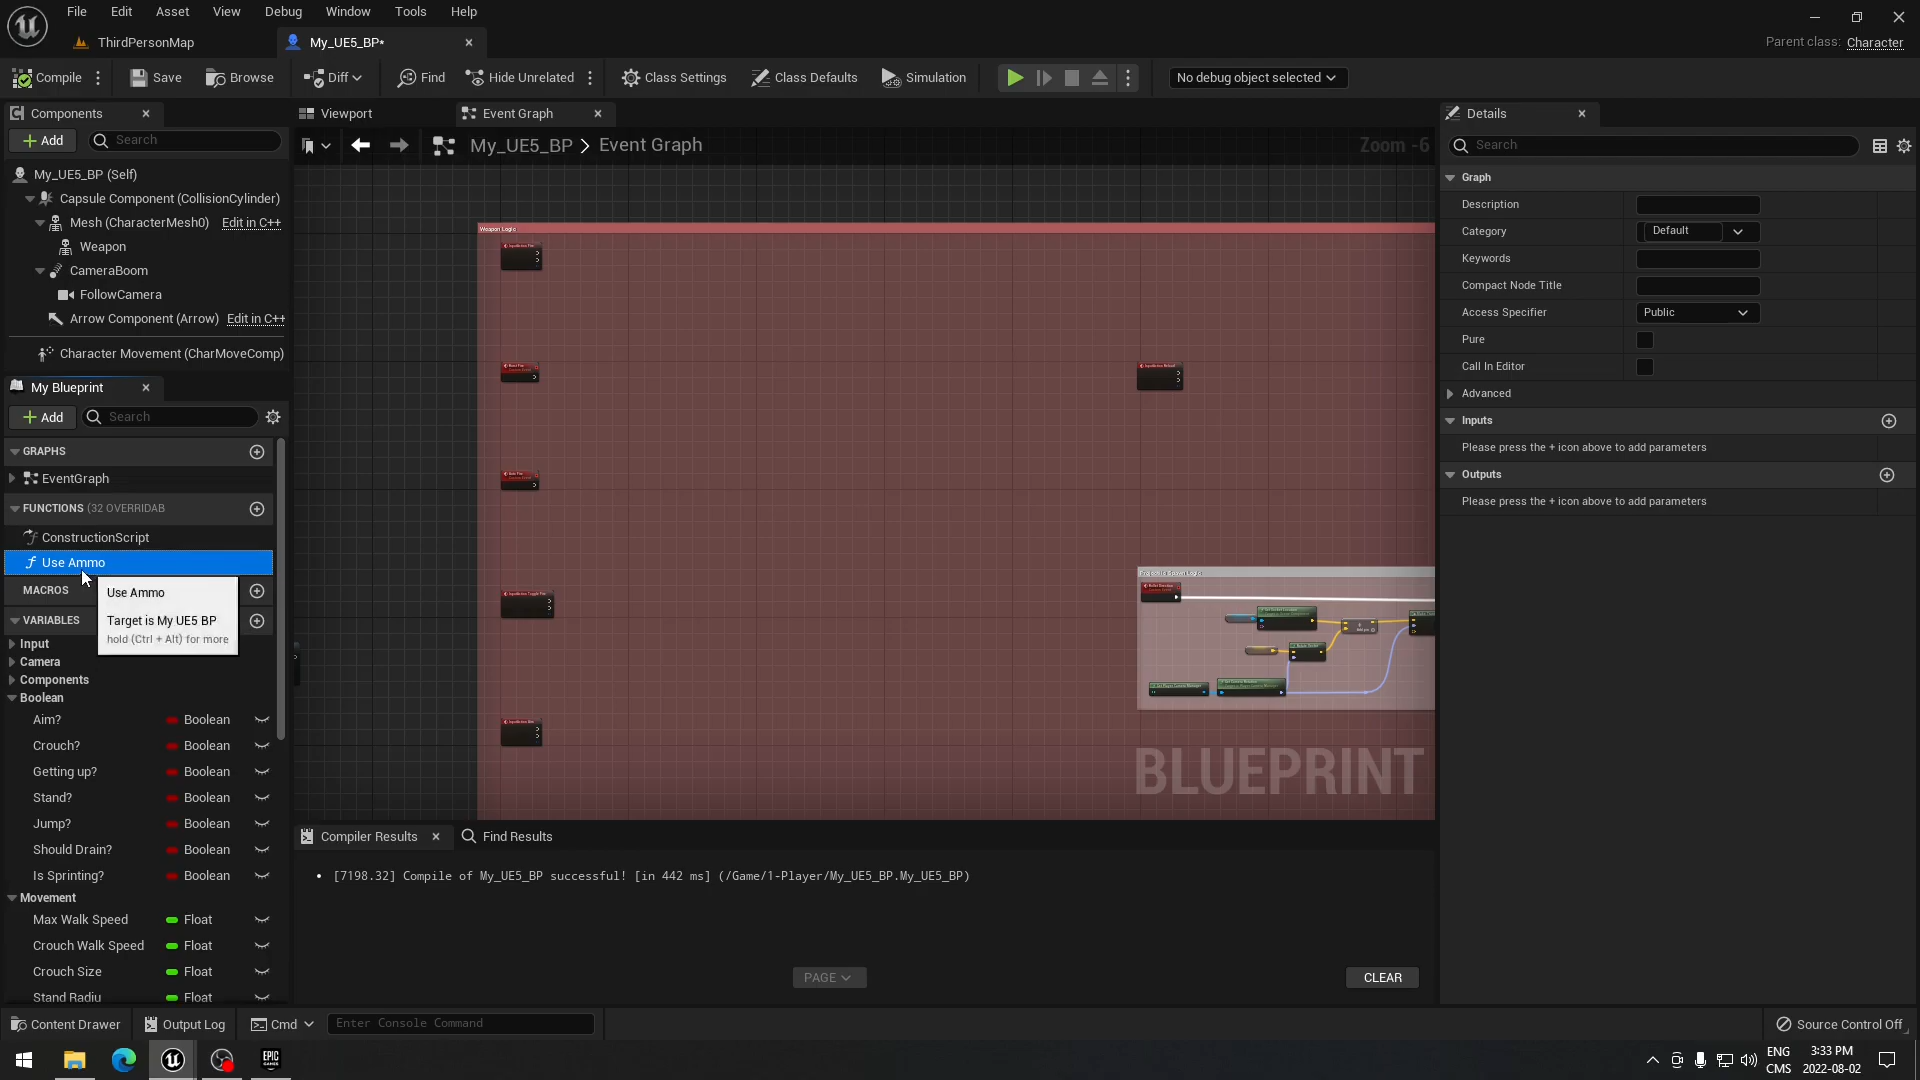 File Edit Asset View Debug Window Tools Help
ThirdPersonMap
My_UE5_BP*
Parent class: Character
Compile
Save
Browse
Diff
Find
Hide Unrelated
Class Settings
Class Defaults
Simulation
No debug object selected
Components
Add
Search
My_UE5_BP (Self)
Capsule Component (CollisionCylinder)
Mesh (CharacterMesh0) Edit in C++
Weapon
CameraBoom
FollowCamera
Arrow Component (Arrow) Edit in C++
Character Movement (CharMoveComp)
My Blueprint
Add
Search
GRAPHS
EventGraph
FUNCTIONS (32 OVERRIDAB
ConstructionScript
Use Ammo
MACROS
VARIABLES
Use Ammo
Target is My UE5 BP
hold (Ctrl + Alt) for more
Input
Camera
Components
Boolean
Aim? Boolean
Crouch? Boolean
Getting up? Boolean
Stand? Boolean
Jump? Boolean
Should Drain? Boolean
Is Sprinting? Boolean
Movement
Max Walk Speed Float
Crouch Walk Speed Float
Crouch Size Float
Stand Radiu Float
Viewport
Event Graph
My_UE5_BP > Event Graph
Zoom -6
Weapon Logic
BLUEPRINT
Compiler Results
Find Results
• [7198.32] Compile of My_UE5_BP successful! [in 442 ms] (/Game/1-Player/My_UE5_BP.My_UE5_BP)
PAGE
CLEAR
Details
Search
Graph
Description
Category Default
Keywords
Compact Node Title
Access Specifier Public
Pure
Call In Editor
Advanced
Inputs
Please press the + icon above to add parameters
Outputs
Please press the + icon above to add parameters
Content Drawer
Output Log
Cmd
Enter Console Command
Source Control Off
EPIC GAMES
ENG
CMS
3:33 PM
2022-08-02